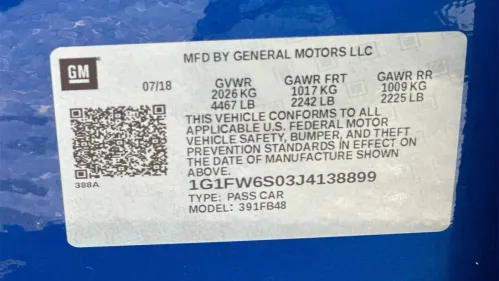 MFD BY GENERAL MOTORS LLC
GM
07/18 GVWR GAWR FRT GAWR RR
2026 KG 1017 KG 1009 KG
4467 LB 2242 LB 2225 LB
THIS VEHICLE CONFORMS TO ALL
APPLICABLE U.S. FEDERAL MOTOR
VEHICLE SAFETY, BUMPER, AND THEFT
PREVENTION STANDARDS IN EFFECT ON
THE DATE OF MANUFACTURE SHOWN
ABOVE.
388A
1G1FW6S03J4138899
TYPE: PASS CAR
MODEL: 391FB48